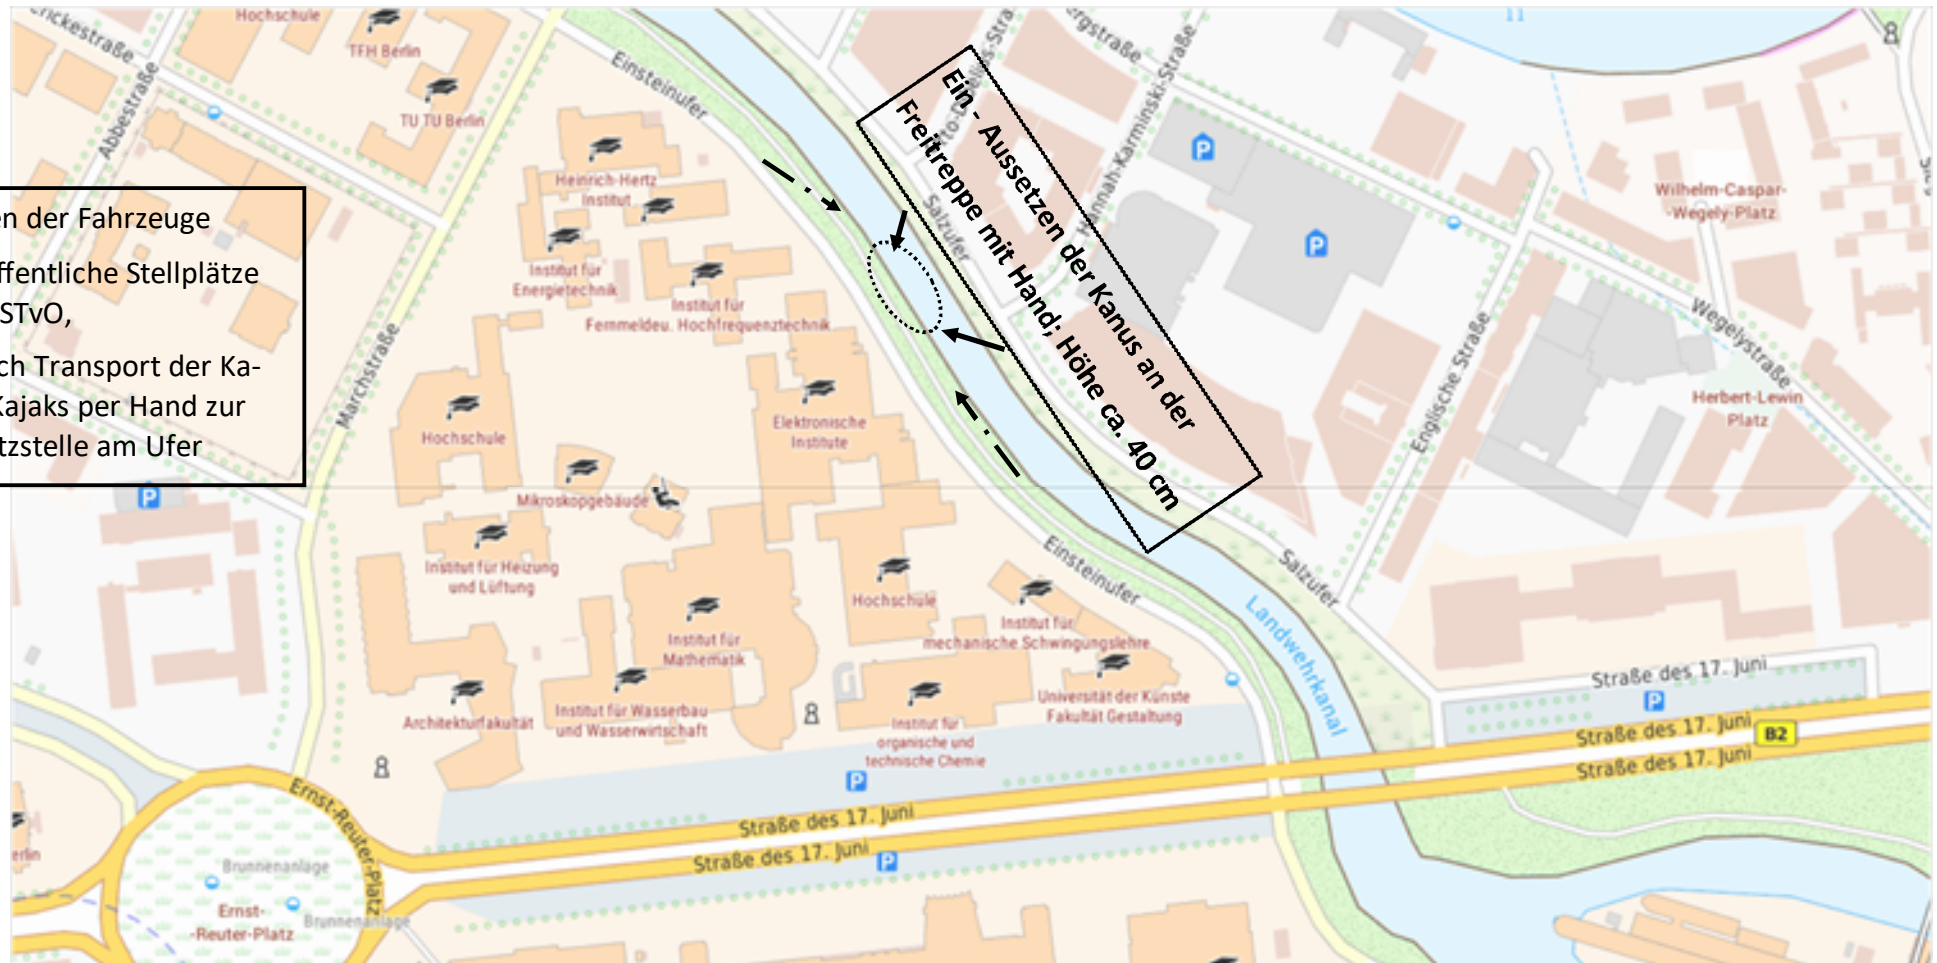 Hochschule
TFH Berlin
TU TU Berlin
Abbestraße
Einsteinufer
Hannah-Karminski-Straße
Ein - Aussetzen der Kanus an der
Freitreppe mit Hand; Höhe ca. 40 cm
Salzufer
Heinrich-Hertz
Institut
Institut für
Energietechnik
Institut für
Fernmeldeu. Hochfrequenztechnik
Wilhelm-Caspar-
-Wegely-Platz
Wegelystraße
Herbert-Lewin
Platz
Englische Straße
en der Fahrzeuge
ffentliche Stellplätze
STvO,
ch Transport der Ka-
Kajaks per Hand zur
tzstelle am Ufer
Marchstraße
Hochschule
Elektronische
Institute
Mikroskopgebäude
Institut für Heizung
und Lüftung
Hochschule
Einsteinufer
Salzufer
Landwehrkanal
Institut für
mechanische Schwingungslehre
Institut für
Mathematik
Architekturfakultät
Institut für Wasserbau
und Wasserwirtschaft
Institut für
organische und
technische Chemie
Universität der Künste
Fakultät Gestaltung
Straße des 17. Juni
Straße des 17. Juni
B2
Straße des 17. Juni
Straße des 17. Juni
Straße des 17. Juni
Ernst-Reuter-Platz
Brunnenanlage
Ernst-
-Reuter-Platz
Brunnenanlage
erlin
P
P
P
P
P
P